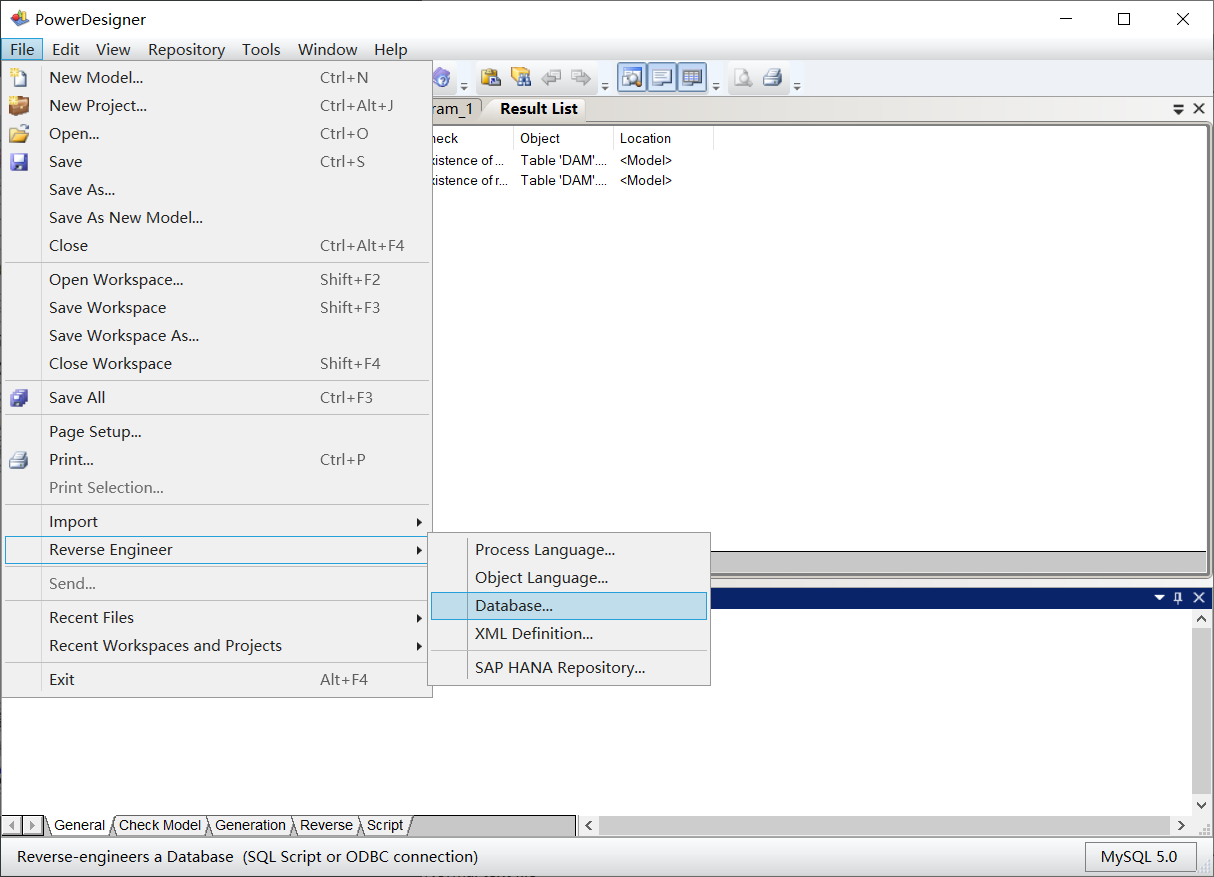 PowerDesigner
File Edit View Repository Tools Window Help
New Model... Ctrl+N
New Project... Ctrl+Alt+J
Open... Ctrl+O
Save Ctrl+S
Save As...
Save As New Model...
Close Ctrl+Alt+F4
Open Workspace... Shift+F2
Save Workspace Shift+F3
Save Workspace As...
Close Workspace Shift+F4
Save All Ctrl+F3
Page Setup...
Print... Ctrl+P
Print Selection...
Import
Reverse Engineer
Send...
Recent Files
Recent Workspaces and Projects
Exit Alt+F4
ram_1 Result List
heck Object Location
xistence of ... Table 'DAM'.... <Model>
xistence of r... Table 'DAM'.... <Model>
Process Language...
Object Language...
Database...
XML Definition...
SAP HANA Repository...
General Check Model Generation Reverse Script
Reverse-engineers a Database (SQL Script or ODBC connection)
MySQL 5.0